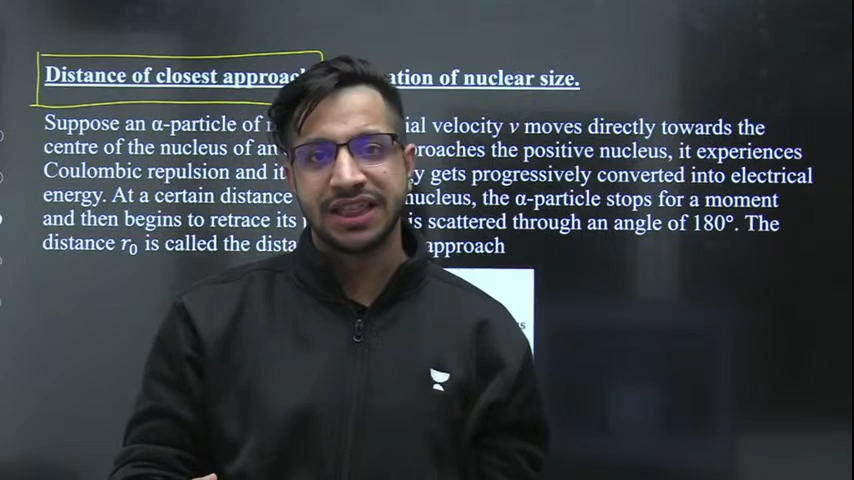 Distance of closest approach ation of nuclear size.
Suppose an α-particle of ial velocity v moves directly towards the
centre of the nucleus of an roaches the positive nucleus, it experiences
Coulombic repulsion and it y gets progressively converted into electrical
energy. At a certain distance nucleus, the α-particle stops for a moment
and then begins to retrace its is scattered through an angle of 180°. The
distance r₀ is called the dista approach